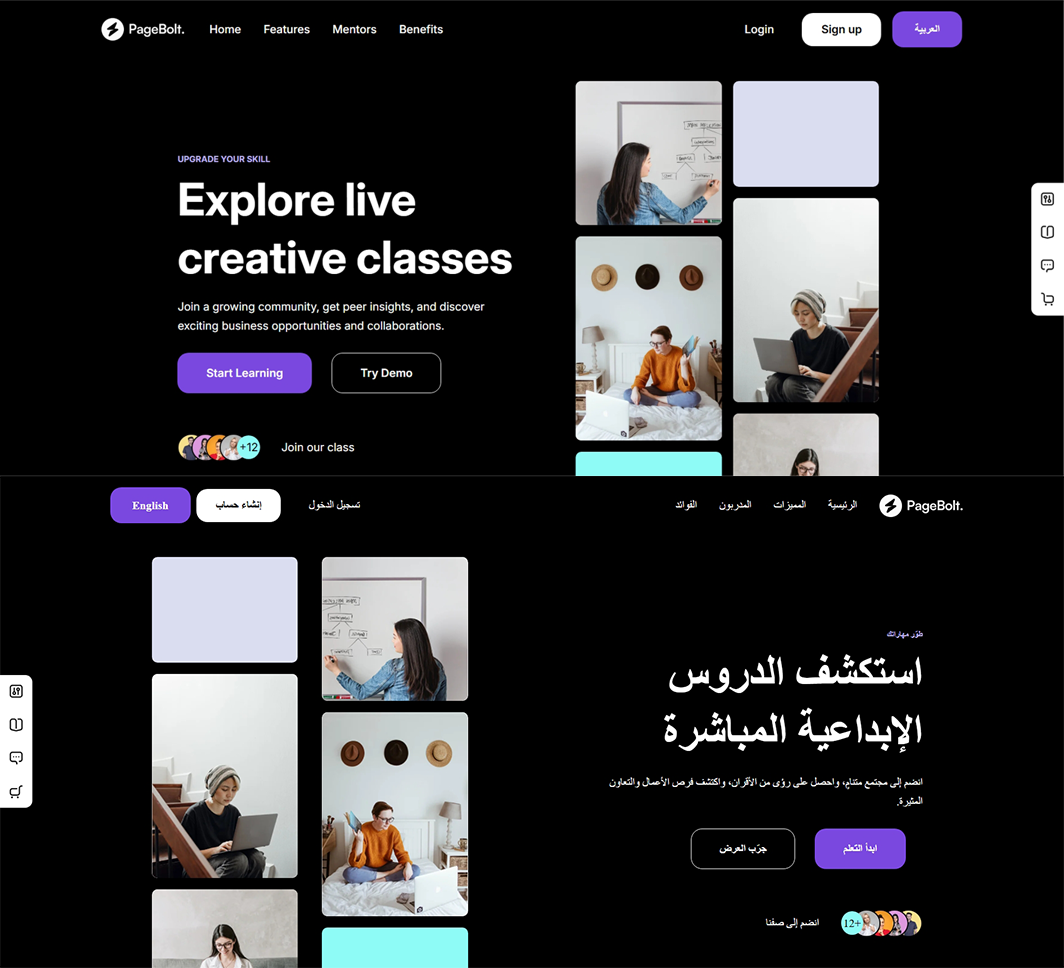 PageBolt. Home Features Mentors Benefits Login Sign up العربية
UPGRADE YOUR SKILL
Explore live
creative classes
Join a growing community, get peer insights, and discover
exciting business opportunities and collaborations.
Start Learning Try Demo
+12 Join our class
PageBolt. الرئيسية المميزات المدربون الفوائد تسجيل الدخول إنشاء حساب English
طوّر مهاراتك
استكشف الدروس
الإبداعية المباشرة
انضم إلى مجتمع متنامٍ، واحصل على رؤى من الأقران، واكتشف فرص الأعمال والتعاون
المثيرة.
ابدأ التعلم جرّب العرض
12+ انضم إلى صفنا